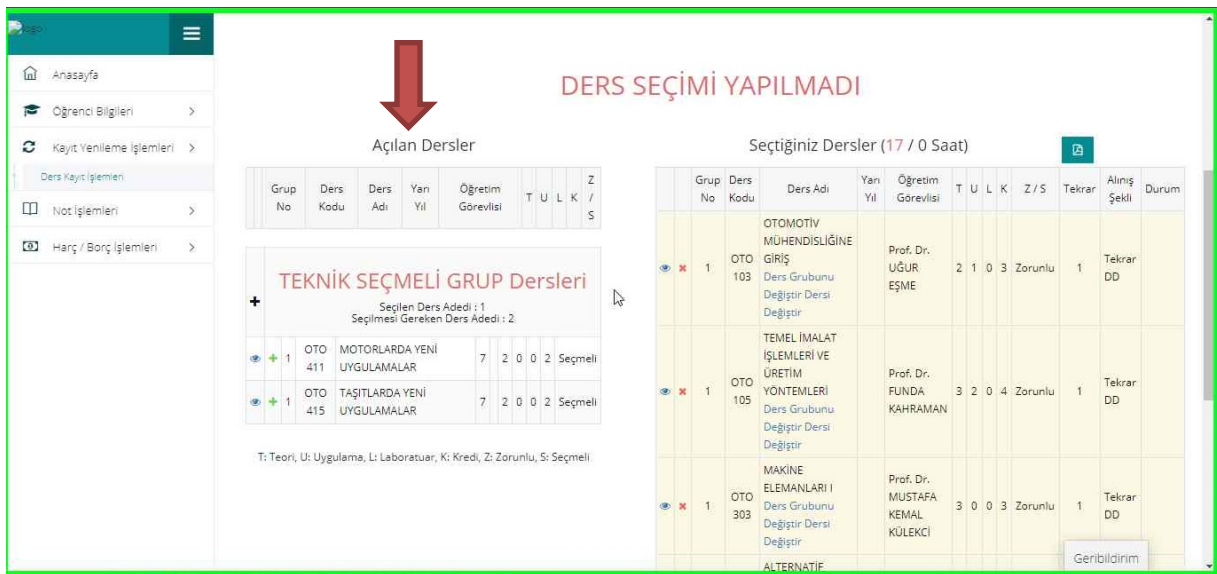 logo
Anasayfa
Öğrenci Bilgileri
Kayıt Yenileme İşlemleri
Ders Kayıt İşlemleri
Not İşlemleri
Harç / Borç İşlemleri
DERS SEÇİMİ YAPILMADI
Açılan Dersler
Grup No Ders Kodu Ders Adı Yarı Yıl Öğretim Görevlisi T U L K Z / S
TEKNİK SEÇMELİ GRUP Dersleri
Seçilen Ders Adedi : 1
Seçilmesi Gereken Ders Adedi : 2
1 OTO 411 MOTORLARDA YENİ UYGULAMALAR 7 2 0 0 2 Seçmeli
1 OTO 415 TAŞITLARDA YENİ UYGULAMALAR 7 2 0 0 2 Seçmeli
T: Teori, U: Uygulama, L: Laboratuar, K: Kredi, Z: Zorunlu, S: Seçmeli
Seçtiğiniz Dersler (17 / 0 Saat)
Grup No Ders Kodu Ders Adı Yarı Yıl Öğretim Görevlisi T U L K Z / S Tekrar Alınış Şekli Durum
1 OTO 103 OTOMOTİV MÜHENDİSLİĞİNE GİRİŞ Ders Grubunu Değiştir Dersi Değiştir Prof. Dr. UĞUR EŞME 2 1 0 3 Zorunlu 1 Tekrar DD
1 OTO 105 TEMEL İMALAT İŞLEMLERİ VE ÜRETİM YÖNTEMLERİ Ders Grubunu Değiştir Dersi Değiştir Prof. Dr. FUNDA KAHRAMAN 3 2 0 4 Zorunlu 1 Tekrar DD
1 OTO 303 MAKİNE ELEMANLARI I Ders Grubunu Değiştir Dersi Değiştir Prof. Dr. MUSTAFA KEMAL KÜLEKCİ 3 0 0 3 Zorunlu 1 Tekrar DD
ALTERNATİF
Geribildirim